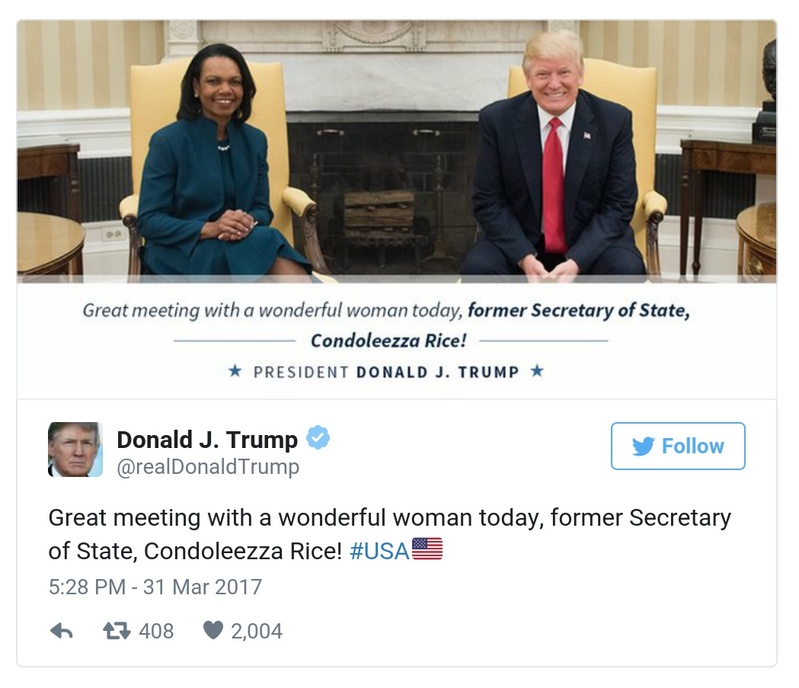 Great meeting with a wonderful woman today, former Secretary of State,
Condoleezza Rice!
★ PRESIDENT DONALD J. TRUMP ★
Donald J. Trump
@realDonaldTrump
Follow
Great meeting with a wonderful woman today, former Secretary
of State, Condoleezza Rice! #USA🇺🇸
5:28 PM - 31 Mar 2017
408 2,004